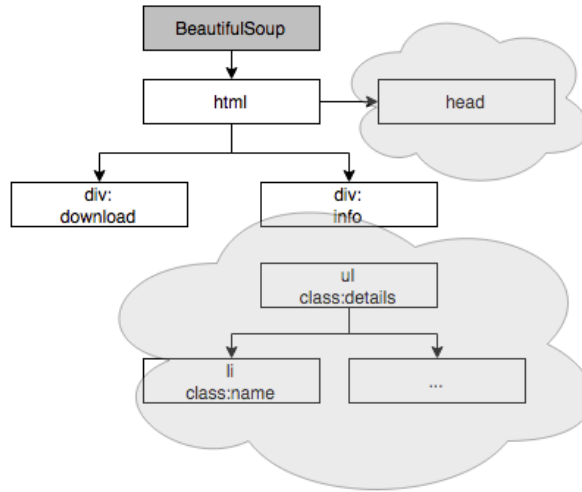 BeautifulSoup
html
head
div:
download
div:
info
ul
class:details
li
class:name
...